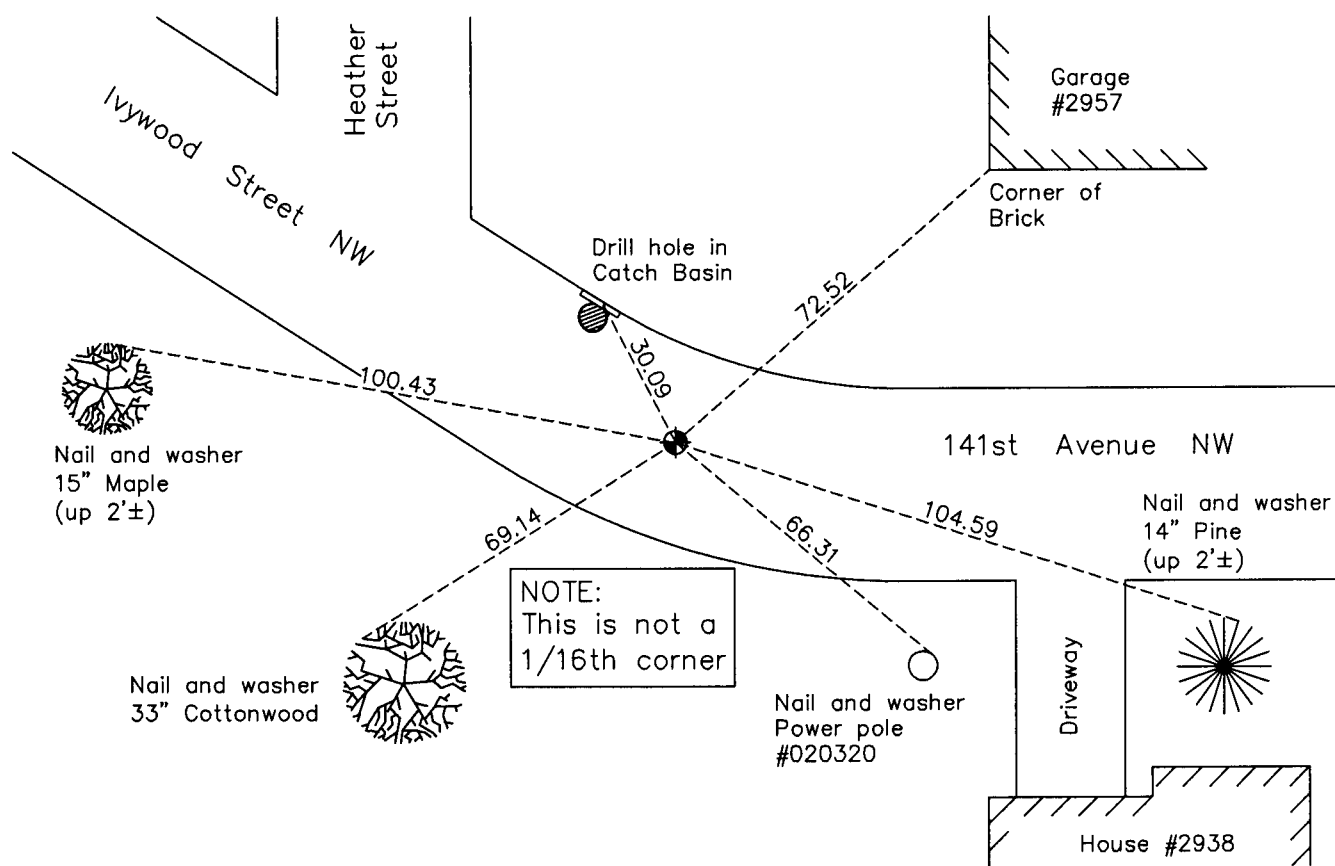 Heather
Street
Ivywood Street NW
Garage
#2957
Corner of
Brick
Drill hole in
Catch Basin
72.52
30.09
100.43
141st Avenue NW
Nail and washer
15" Maple
(up 2'±)
69.14
66.31
104.59
Nail and washer
14" Pine
(up 2'±)
NOTE:
This is not a
1/16th corner
Nail and washer
33" Cottonwood
Nail and washer
Power pole
#020320
Driveway
House #2938